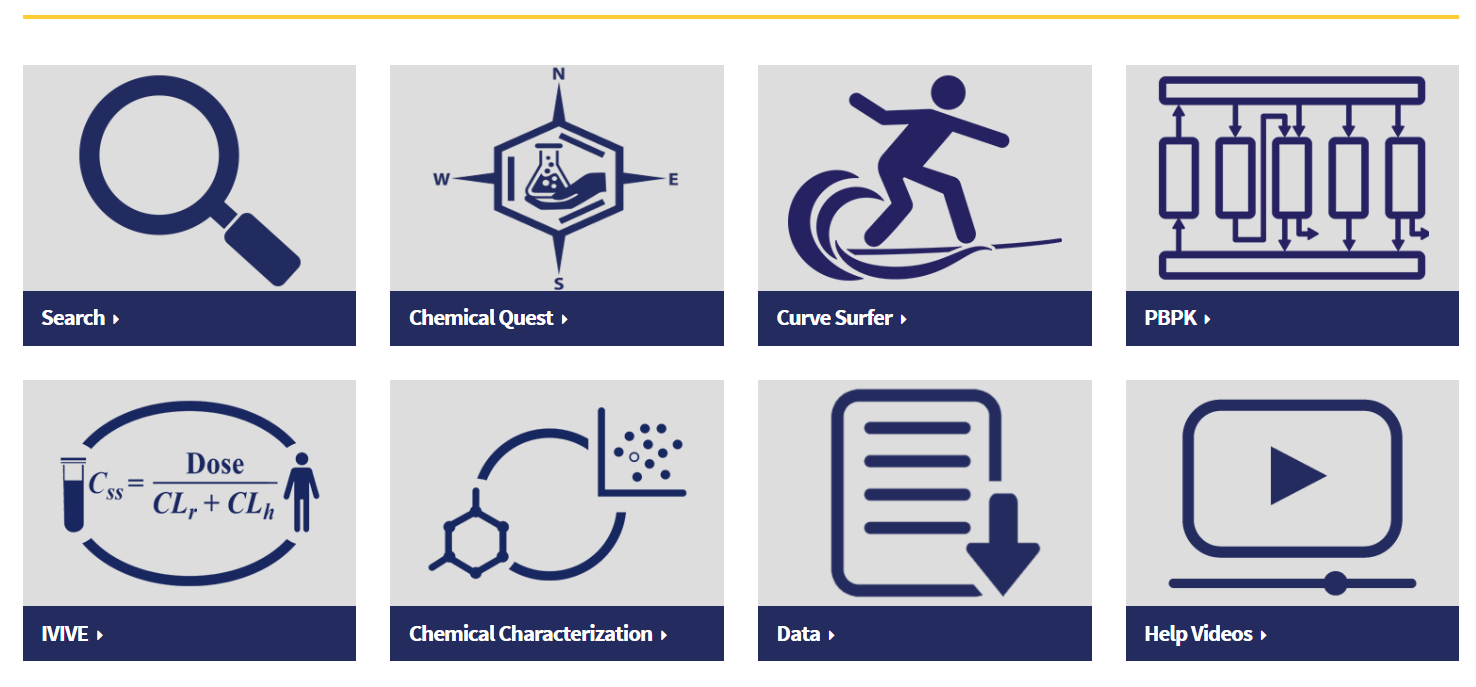 N
W E
S
Search
Chemical Quest
Curve Surfer
PBPK
Css = Dose
CLr + CLh
IVIVE
Chemical Characterization
Data
Help Videos